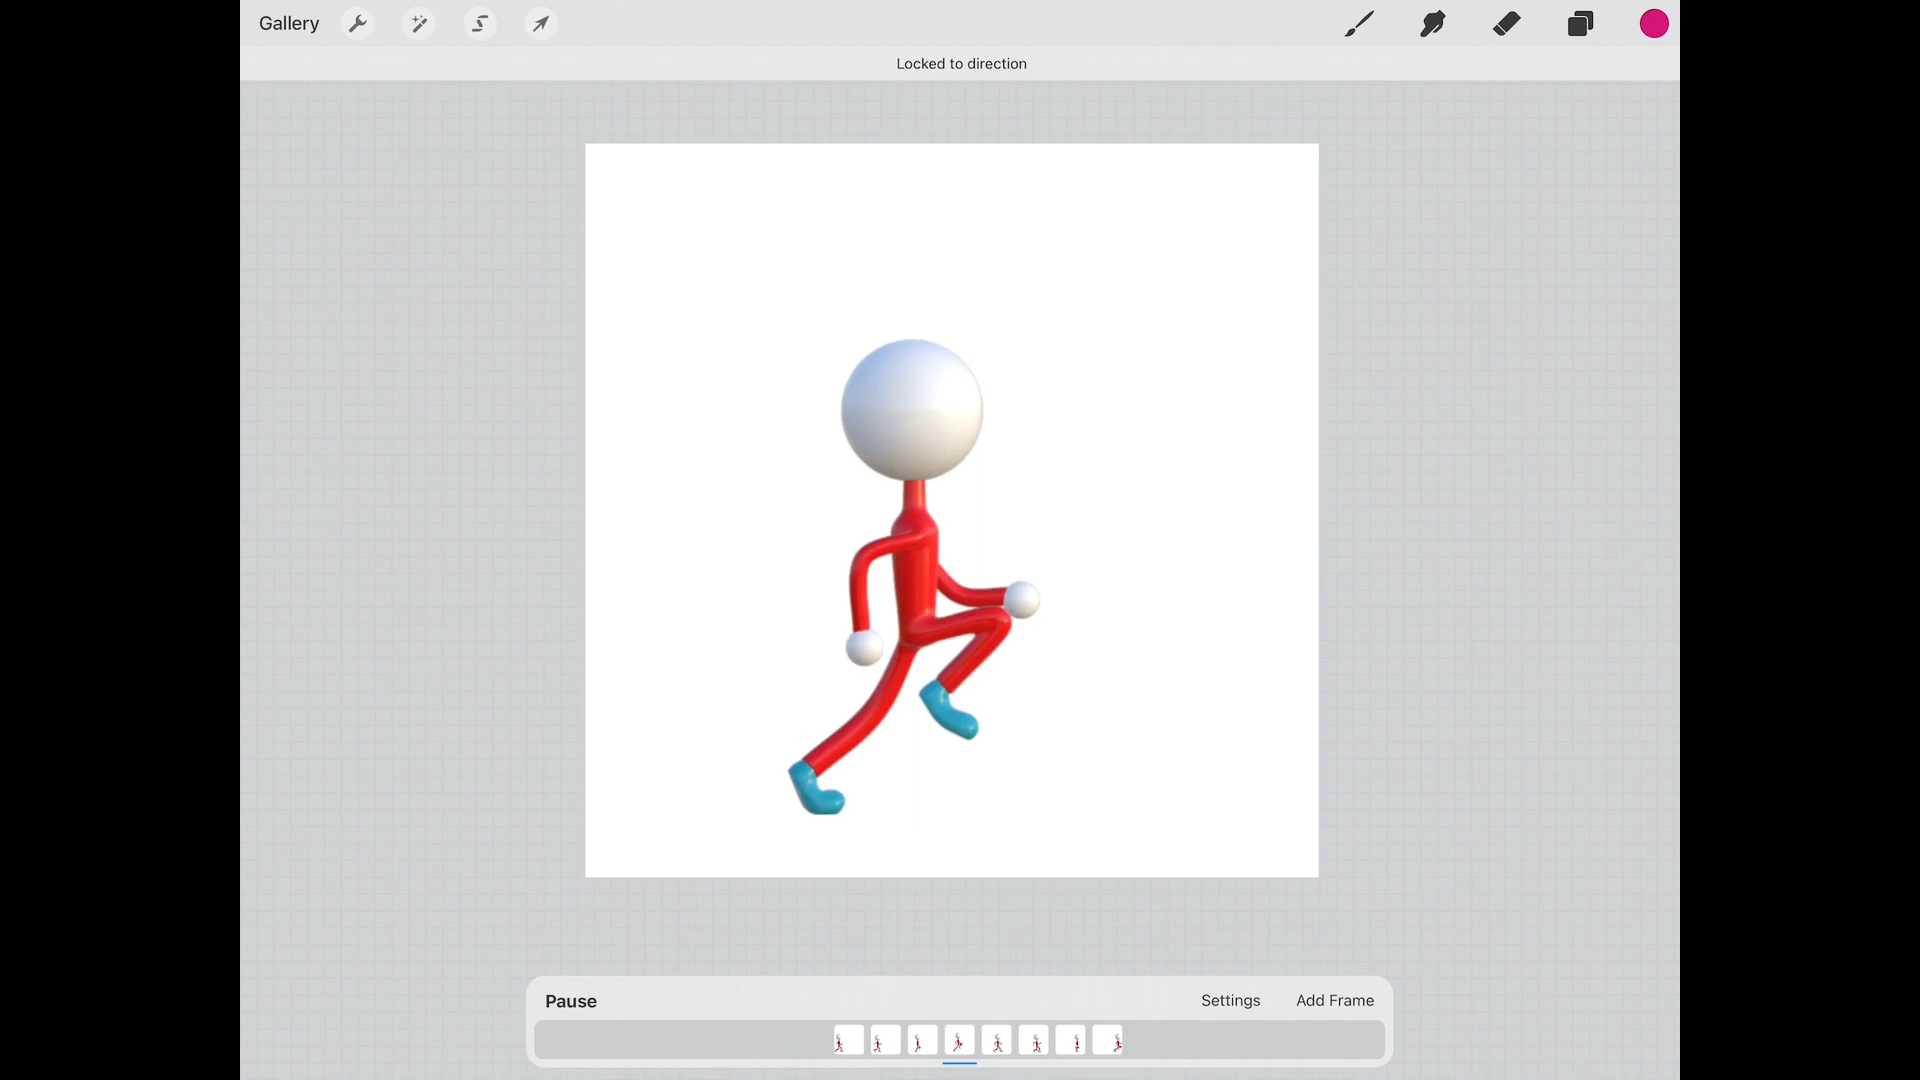 Gallery
Locked to direction
Pause
Settings
Add Frame